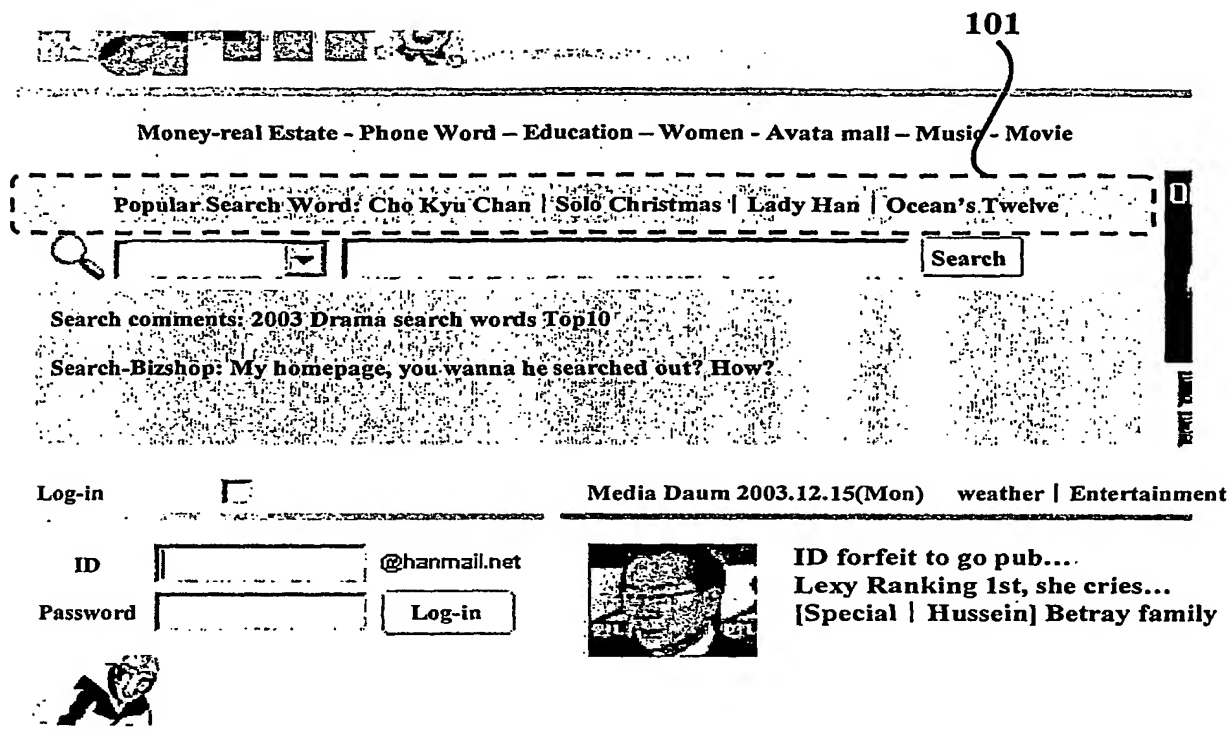 101
Money-real Estate - Phone Word – Education – Women - Avata mall – Music - Movie
Popular Search Word: Cho Kyu Chan | Solo Christmas | Lady Han | Ocean's Twelve
Search
Search comments: 2003 Drama search words Top10
Search-Bizshop: My homepage, you wanna he searched out? How?
Log-in
Media Daum 2003.12.15(Mon) weather | Entertainment
ID @hanmail.net
Password Log-in
ID forfeit to go pub...
Lexy Ranking 1st, she cries...
[Special | Hussein] Betray family